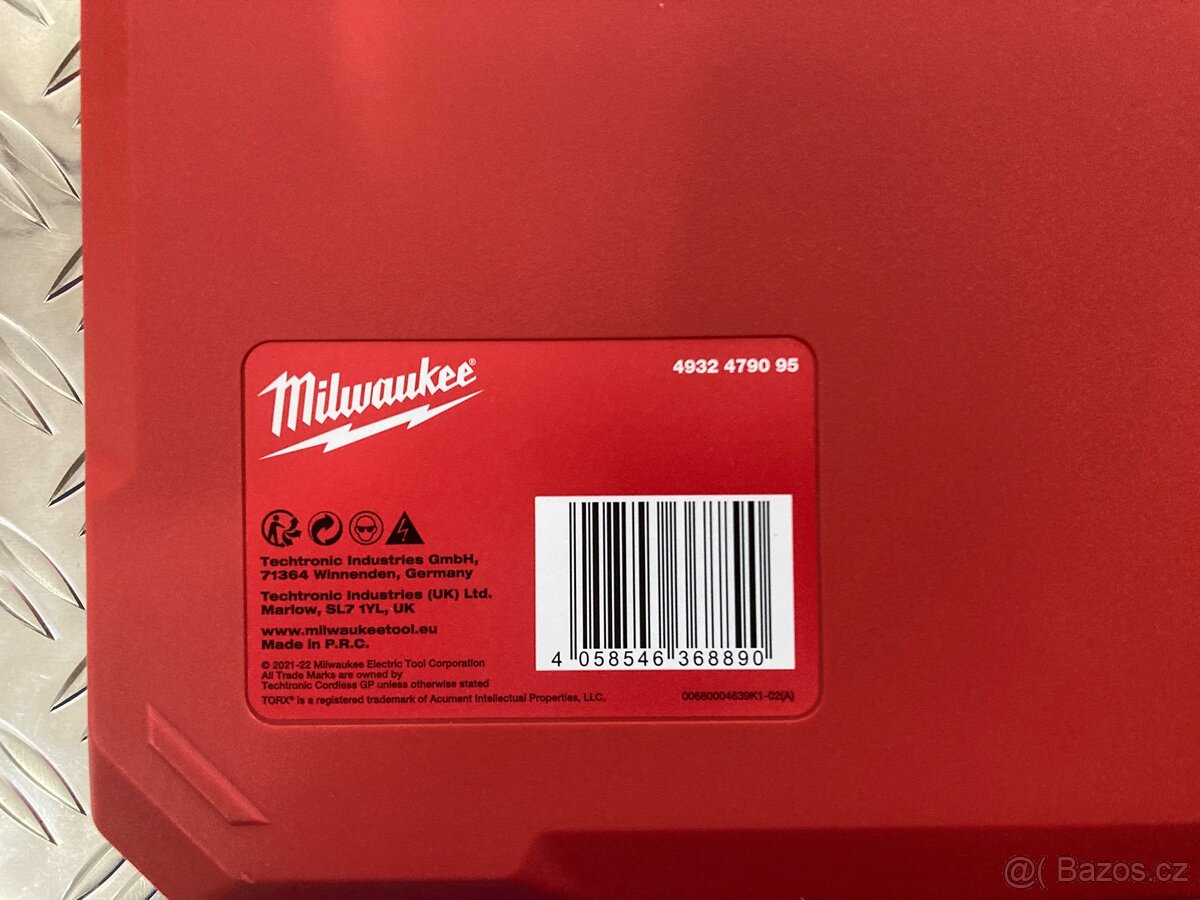 Milwaukee®
4932 4790 95
Techtronic Industries GmbH,
71364 Winnenden, Germany
Techtronic Industries (UK) Ltd.
Marlow, SL7 1YL, UK
www.milwaukeetool.eu
Made in P.R.C.
© 2021-22 Milwaukee Electric Tool Corporation
All Trade Marks are owned by
Techtronic Cordless GP unless otherwise stated
TORX® is a registered trademark of Acument Intellectual Properties, LLC.
4 058546 368890
00680004639K1-02(A)
@( Bazos.cz